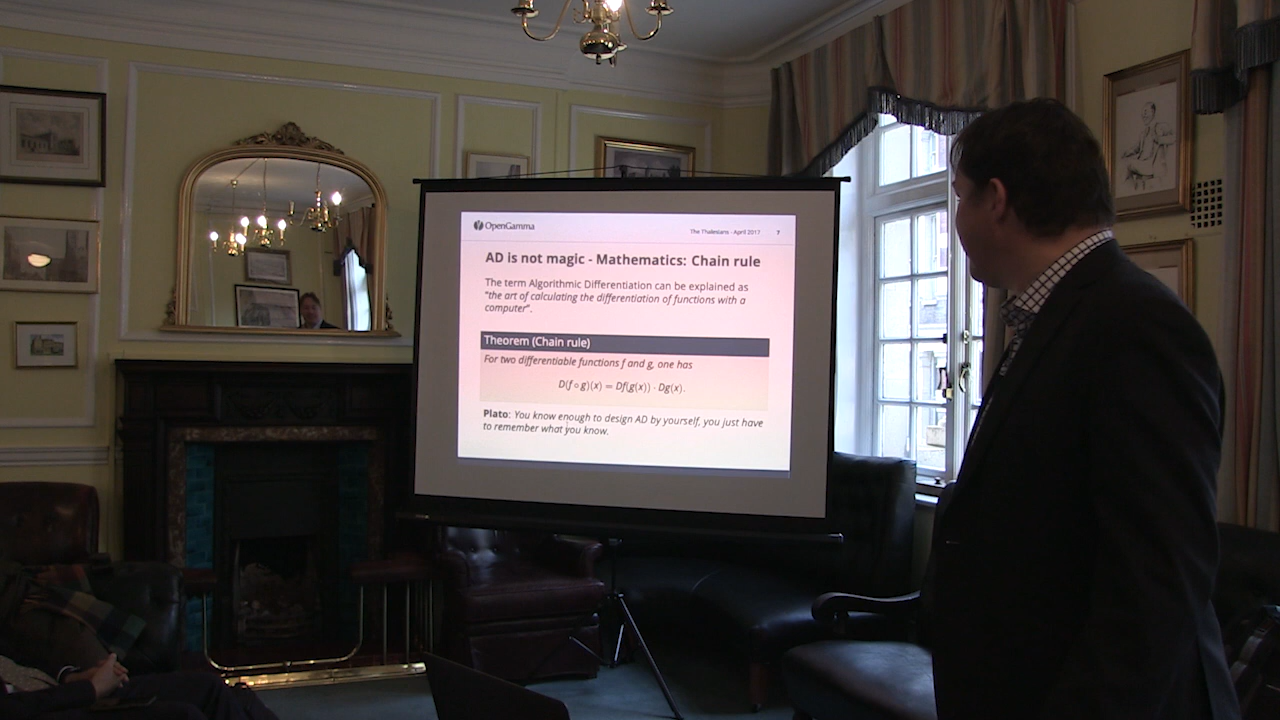 OpenGamma
The Thalesians - April 2017 7
AD is not magic - Mathematics: Chain rule
The term Algorithmic Differentiation can be explained as
"the art of calculating the differentiation of functions with a
computer".
Theorem (Chain rule)
For two differentiable functions f and g, one has
D(f ∘ g)(x) = Df(g(x)) · Dg(x).
Plato: You know enough to design AD by yourself, you just have
to remember what you know.